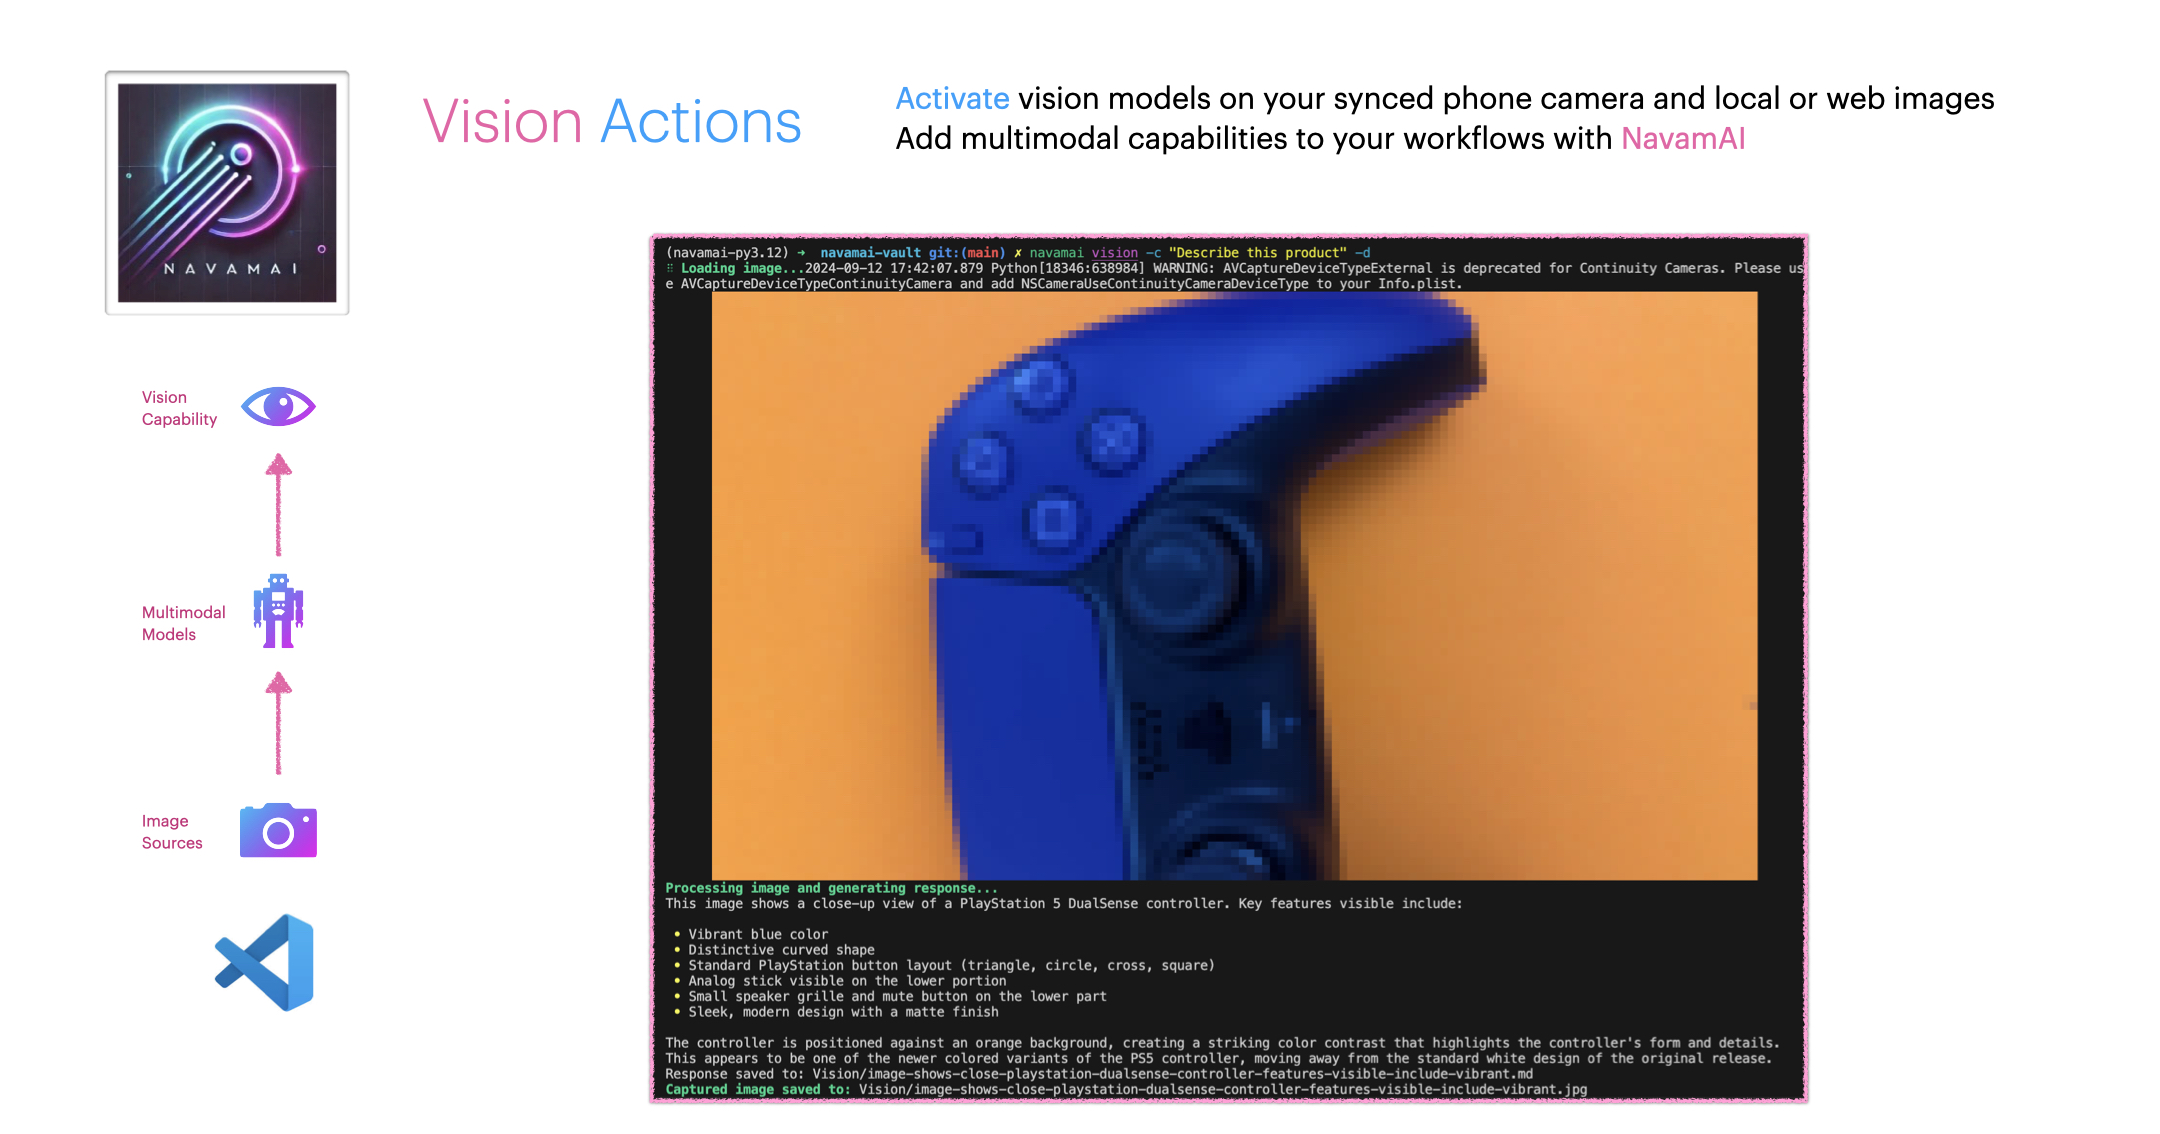 NAVAMAI
Vision Actions
Activate vision models on your synced phone camera and local or web images
Add multimodal capabilities to your workflows with NavamAI
Vision
Capability
Multimodal
Models
Image
Sources
(navamai-py3.12) ➜ navamai-vault git:(main) ✗ navamai vision -c "Describe this product" -d
⠿ Loading image...2024-09-12 17:42:07.879 Python[18346:638984] WARNING: AVCaptureDeviceTypeExternal is deprecated for Continuity Cameras. Please us
e AVCaptureDeviceTypeContinuityCamera and add NSCameraUseContinuityCameraDeviceType to your Info.plist.
Processing image and generating response...
This image shows a close-up view of a PlayStation 5 DualSense controller. Key features visible include:
• Vibrant blue color
• Distinctive curved shape
• Standard PlayStation button layout (triangle, circle, cross, square)
• Analog stick visible on the lower portion
• Small speaker grille and mute button on the lower part
• Sleek, modern design with a matte finish
The controller is positioned against an orange background, creating a striking color contrast that highlights the controller's form and details.
This appears to be one of the newer colored variants of the PS5 controller, moving away from the standard white design of the original release.
Response saved to: Vision/image-shows-close-playstation-dualsense-controller-features-visible-include-vibrant.md
Captured image saved to: Vision/image-shows-close-playstation-dualsense-controller-features-visible-include-vibrant.jpg